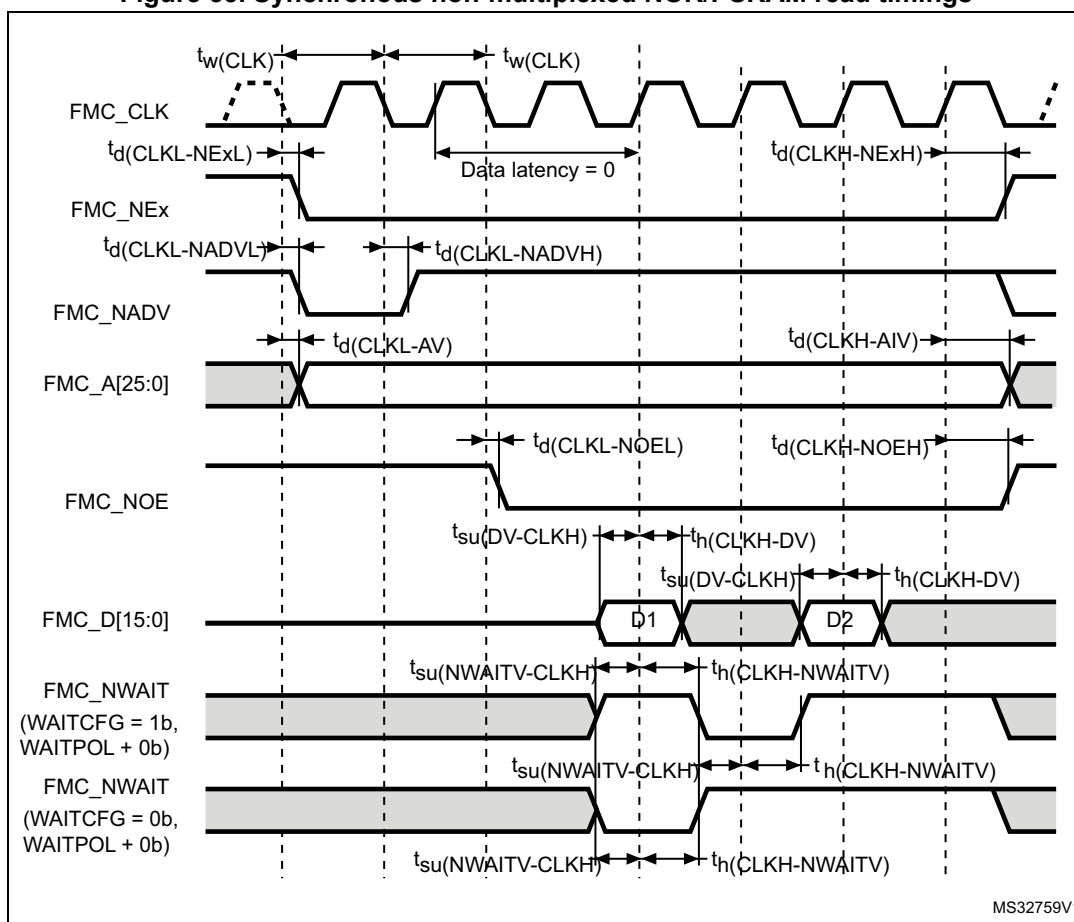 Figure 65. Synchronous non-multiplexed NOR/PSRAM read timings
tw(CLK) tw(CLK)
FMC_CLK
td(CLKL-NExL) Data latency = 0 td(CLKH-NExH)
FMC_NEx
td(CLKL-NADVL) td(CLKL-NADVH)
FMC_NADV
td(CLKL-AV) td(CLKH-AIV)
FMC_A[25:0]
td(CLKL-NOEL) td(CLKH-NOEH)
FMC_NOE
tsu(DV-CLKH) th(CLKH-DV)
tsu(DV-CLKH) th(CLKH-DV)
FMC_D[15:0] D1 D2
tsu(NWAITV-CLKH) th(CLKH-NWAITV)
FMC_NWAIT
(WAITCFG = 1b,
WAITPOL + 0b)
tsu(NWAITV-CLKH) th(CLKH-NWAITV)
FMC_NWAIT
(WAITCFG = 0b,
WAITPOL + 0b)
tsu(NWAITV-CLKH) th(CLKH-NWAITV)